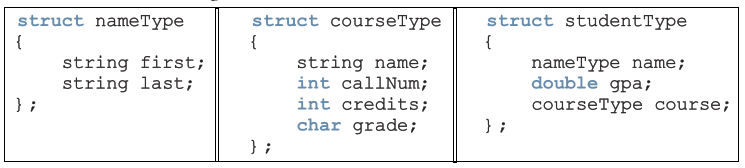 struct nameType
{
    string first;
    string last;
};
struct courseType
{
    string name;
    int callNum;
    int credits;
    char grade;
};
struct studentType
{
    nameType name;
    double gpa;
    courseType course;
};